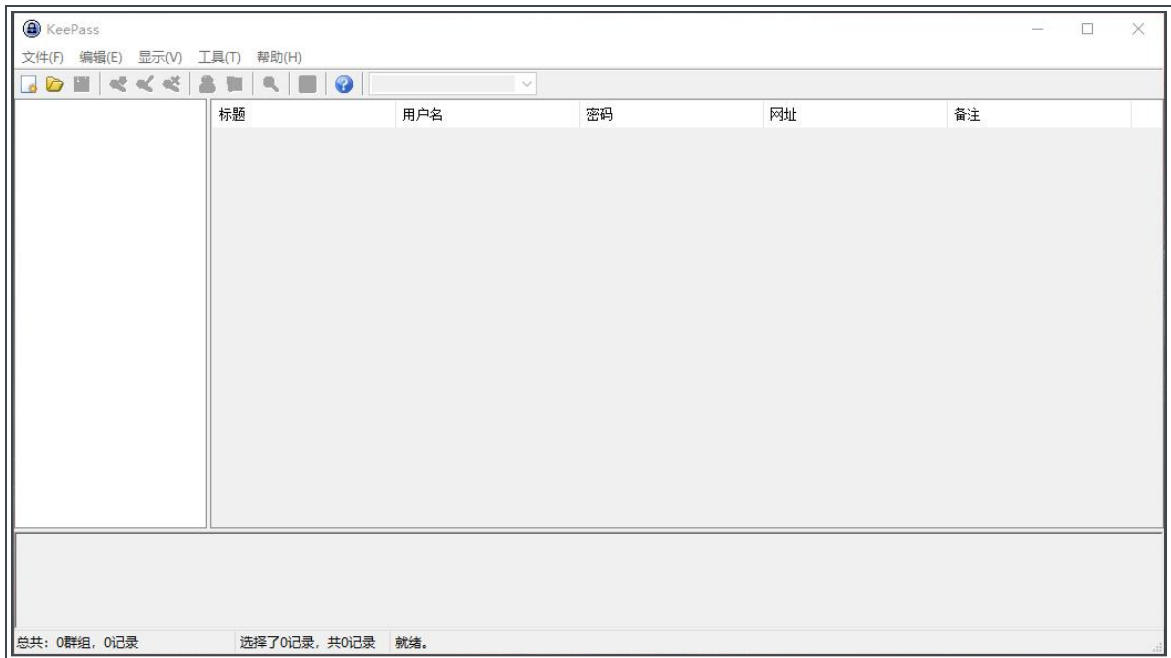 KeePass
文件(F) 编辑(E) 显示(V) 工具(T) 帮助(H)
标题 用户名 密码 网址 备注
总共: 0群组, 0记录 选择了0记录, 共0记录 就绪。